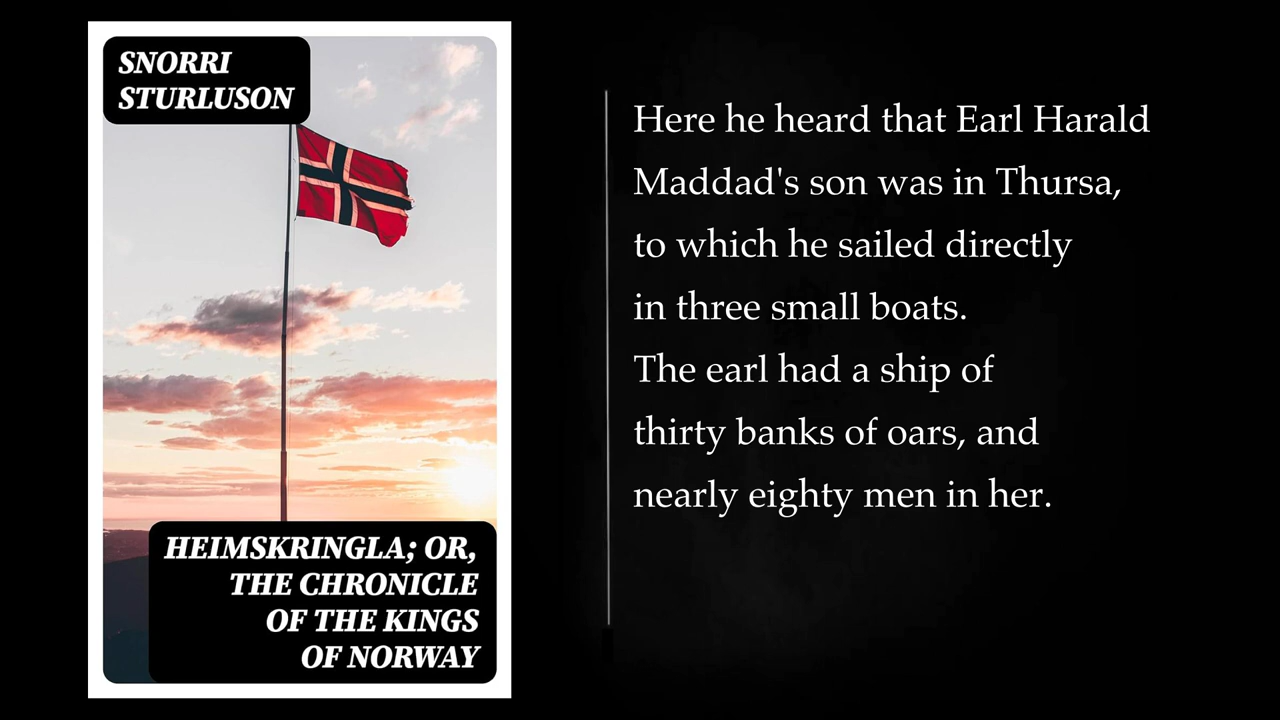 SNORRI
STURLUSON
HEIMSKRINGLA; OR,
THE CHRONICLE
OF THE KINGS
OF NORWAY
Here he heard that Earl Harald
Maddad's son was in Thursa,
to which he sailed directly
in three small boats.
The earl had a ship of
thirty banks of oars, and
nearly eighty men in her.